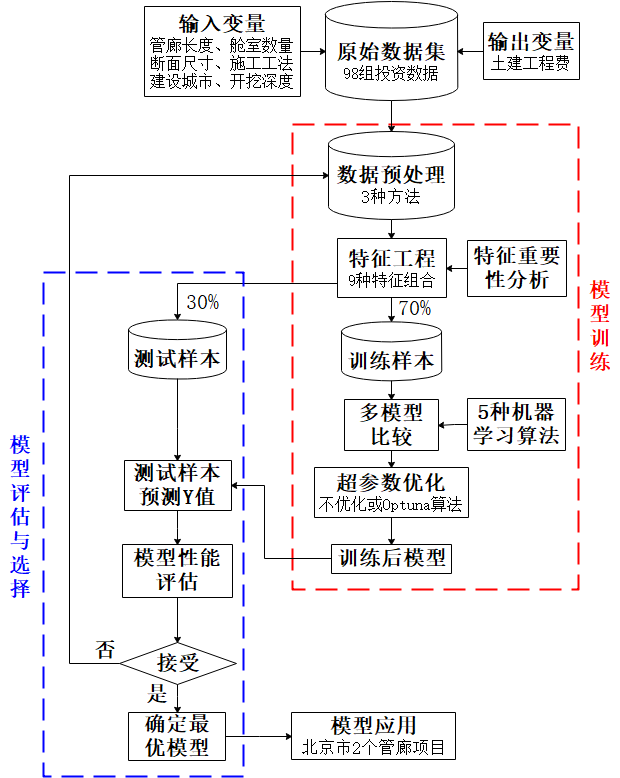 输入变量
管廊长度、舱室数量
断面尺寸、施工工法
建设城市、开挖深度
原始数据集
98组投资数据
输出变量
土建工程费
数据预处理
3种方法
特征工程
9种特征组合
特征重要
性分析
30%
70%
测试样本
训练样本
多模型
比较
5种机器
学习算法
超参数优化
不优化或Optuna算法
测试样本
预测Y值
训练后模型
模型性能
评估
否
接受
是
确定最
优模型
模型应用
北京市2个管廊项目
模型训练
模型评估与选择